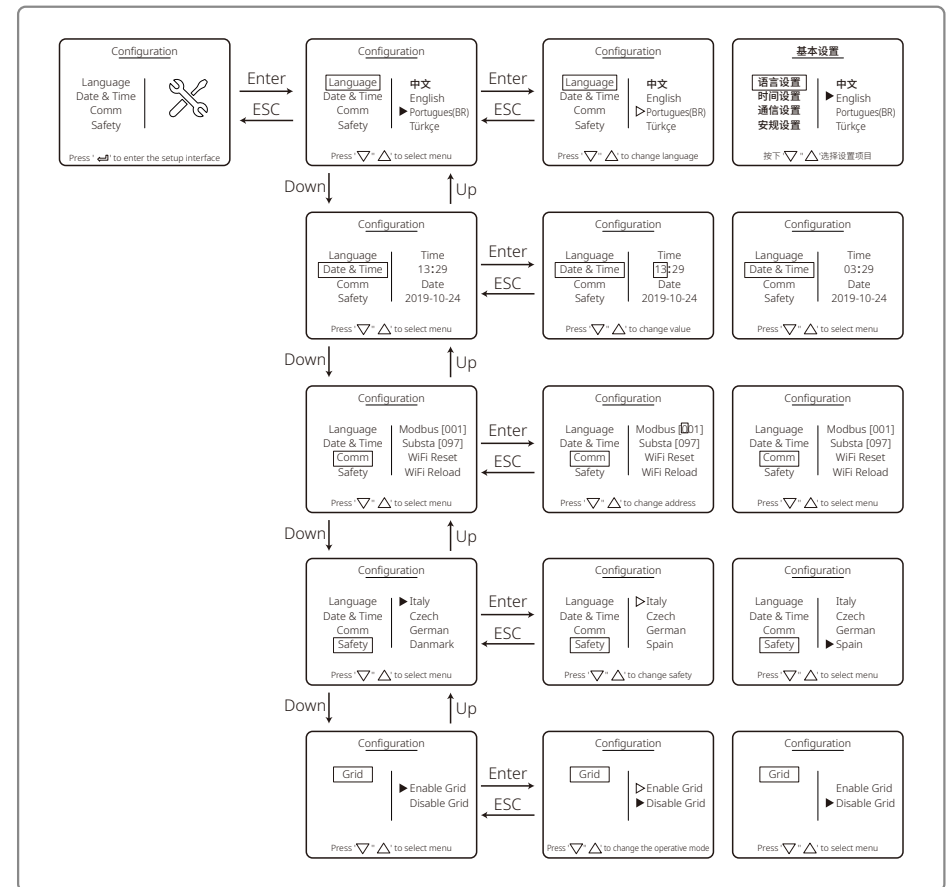 Configuration
Language
Date & Time
Comm
Safety
Press ' ' to enter the setup interface
Enter
ESC
Configuration
Language
Date & Time
Comm
Safety
中文
English
▶Portugues(BR)
Türkçe
Press '▽" △' to select menu
Enter
ESC
Configuration
Language
Date & Time
Comm
Safety
中文
English
▷Portugues(BR)
Türkçe
Press '▽" △' to change language
基本设置
语言设置
时间设置
通信设置
安规设置
中文
▶English
Portugues(BR)
Türkçe
按下 '▽" △'选择设置项目
Down
Up
Configuration
Language
Date & Time
Comm
Safety
Time
13:29
Date
2019-10-24
Press '▽" △' to select menu
Enter
ESC
Configuration
Language
Date & Time
Comm
Safety
Time
13:29
Date
2019-10-24
Press '▽" △' to change value
Configuration
Language
Date & Time
Comm
Safety
Time
03:29
Date
2019-10-24
Press '▽" △' to select menu
Down
Up
Configuration
Language
Date & Time
Comm
Safety
Modbus [001]
Substa [097]
WiFi Reset
WiFi Reload
Press '▽" △' to select menu
Enter
ESC
Configuration
Language
Date & Time
Comm
Safety
Modbus [001]
Substa [097]
WiFi Reset
WiFi Reload
Press '▽" △' to change address
Configuration
Language
Date & Time
Comm
Safety
Modbus [001]
Substa [097]
WiFi Reset
WiFi Reload
Press '▽" △' to select menu
Down
Up
Configuration
Language
Date & Time
Comm
Safety
▶Italy
Czech
German
Danmark
Press '▽" △' to select menu
Enter
ESC
Configuration
Language
Date & Time
Comm
Safety
▷Italy
Czech
German
Spain
Press '▽" △' to change safety
Configuration
Language
Date & Time
Comm
Safety
Italy
Czech
German
▶Spain
Press '▽" △' to select menu
Down
Up
Configuration
Grid
▶Enable Grid
Disable Grid
Press '▽" △' to select menu
Enter
ESC
Configuration
Grid
▷Enable Grid
▶Disable Grid
Press '▽" △' to change the operative mode
Configuration
Grid
Enable Grid
▶Disable Grid
Press '▽" △' to select menu